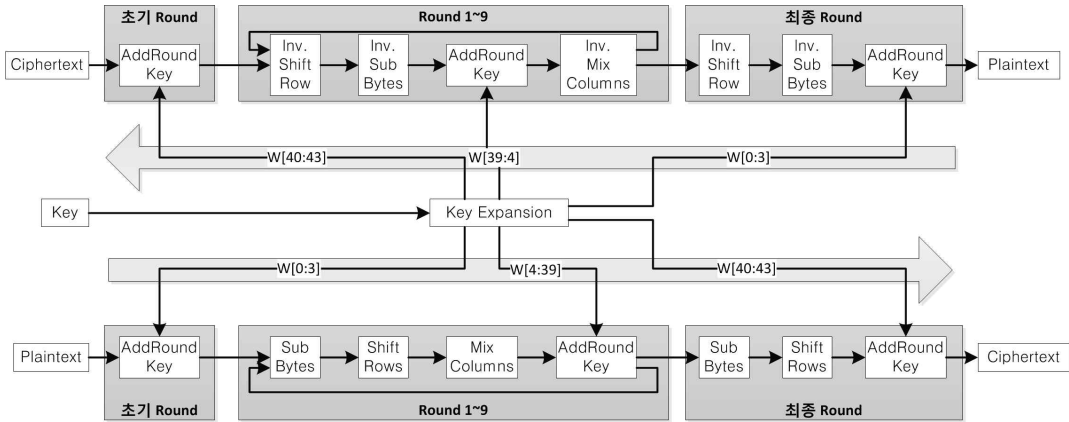 초기 Round
Round 1~9
최종 Round
Ciphertext
AddRound
Key
Inv.
Shift
Row
Inv.
Sub
Bytes
AddRound
Key
Inv.
Mix
Columns
Inv.
Shift
Row
Inv.
Sub
Bytes
AddRound
Key
Plaintext
W[40:43]
W[39:4]
W[0:3]
Key
Key Expansion
W[0:3]
W[4:39]
W[40:43]
Plaintext
AddRound
Key
Sub
Bytes
Shift
Rows
Mix
Columns
AddRound
Key
Sub
Bytes
Shift
Rows
AddRound
Key
Ciphertext
초기 Round
Round 1~9
최종 Round